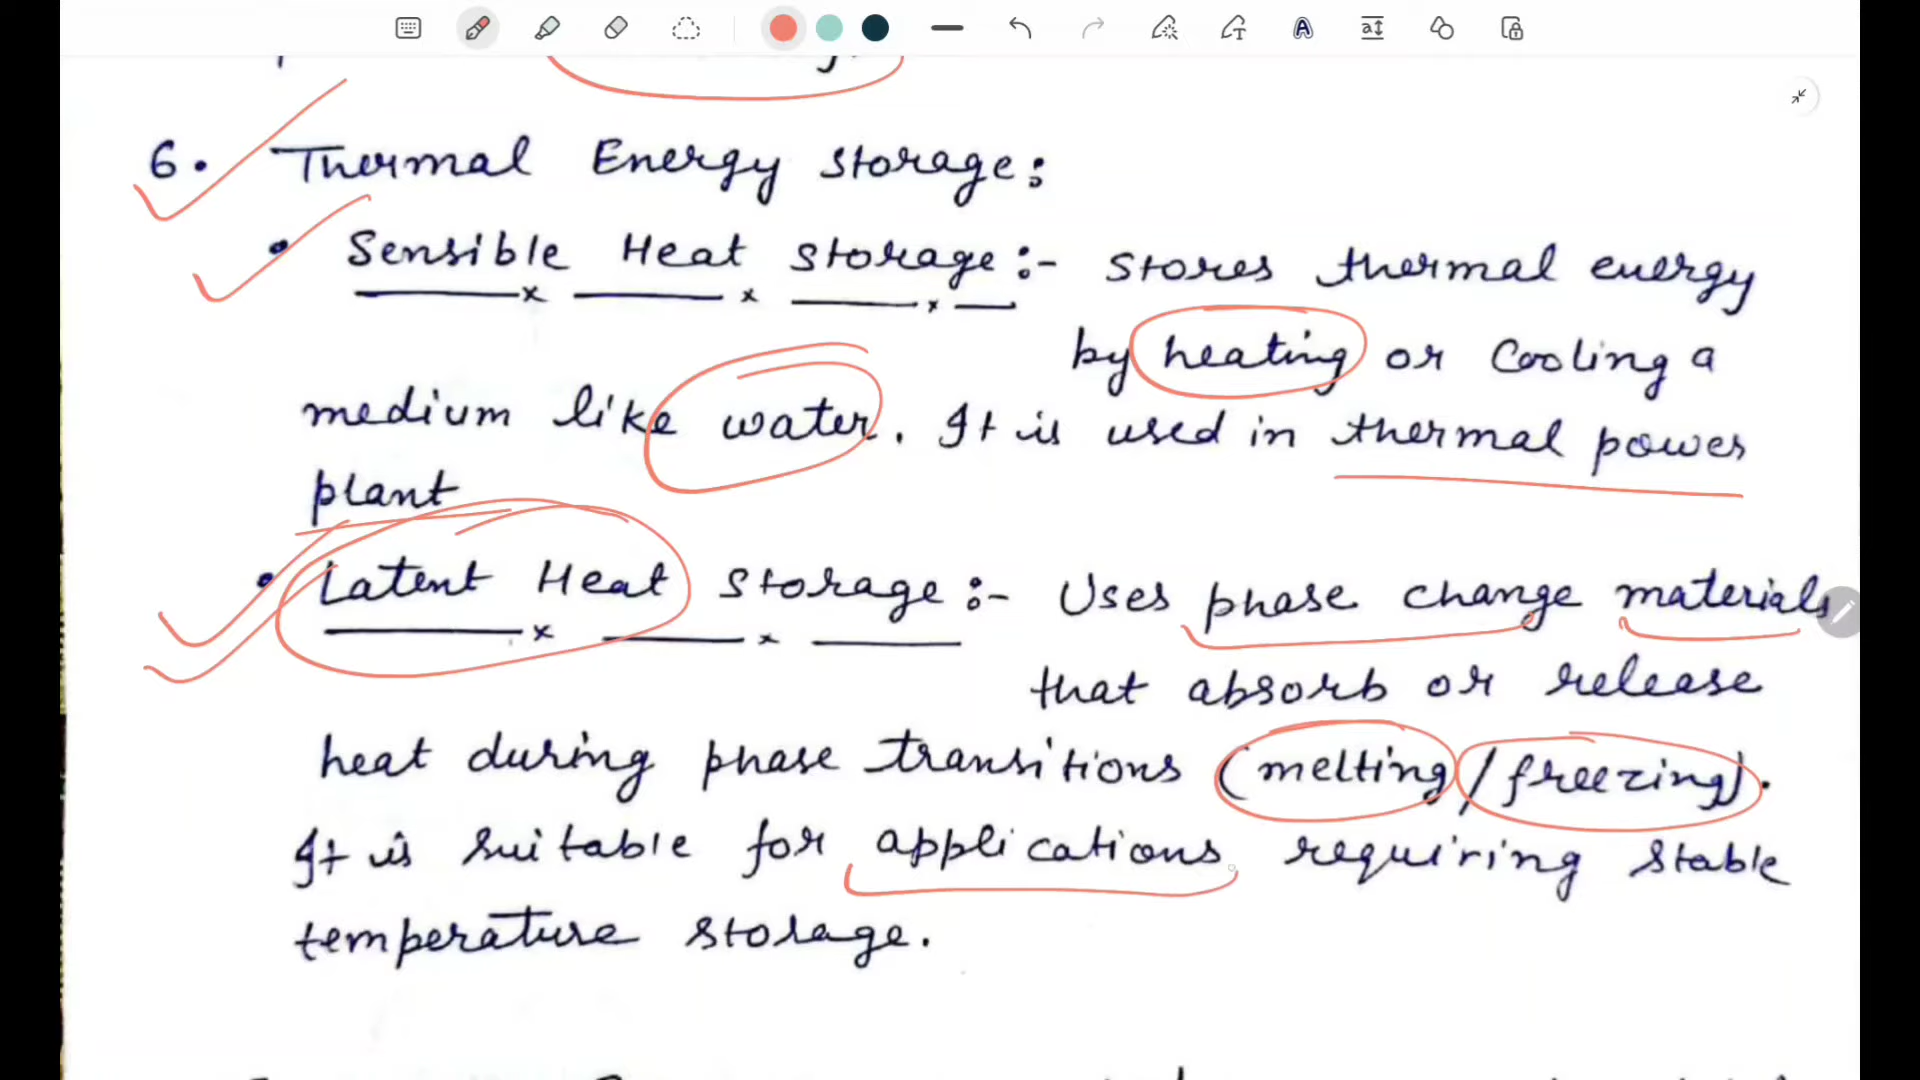 6. Thermal Energy storage:
• Sensible Heat storage :- stores thermal energy
by heating or cooling a
medium like water. It is used in thermal power
plant
• Latent Heat storage :- Uses phase change materials
that absorb or release
heat during phase transitions (melting/freezing).
It is suitable for applications requiring stable
temperature storage.